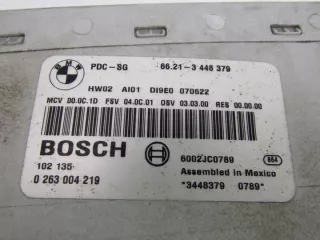 BMW
PDC-SG 66.21-3 448 379
HW02 AI01 DI9E0 070622
MCV 00.0C.1D FSV 04.0C.01 OSV 03.03.00 RES 00.00.00
BOSCH
6002JC0789 864
102 135
Assembled in Mexico
0 263 004 219
*3448379 0789*